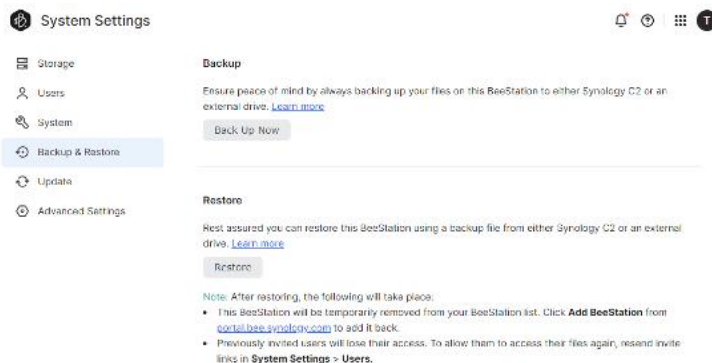 System Settings
T
Storage
Users
System
Backup & Restore
Update
Advanced Settings
Backup
Ensure peace of mind by always backing up your files on this BeeStation to either Synology C2 or an
external drive. Learn more
Back Up Now
Restore
Rest assured you can restore this BeeStation using a backup file from either Synology C2 or an external
drive. Learn more
Restore
Note: After restoring, the following will take place:
• This BeeStation will be temporarily removed from your BeeStation list. Click Add BeeStation from
portal.bee.synology.com to add it back.
• Previously invited users will lose their access. To allow them to access their files again, resend invite
links in System Settings > Users.